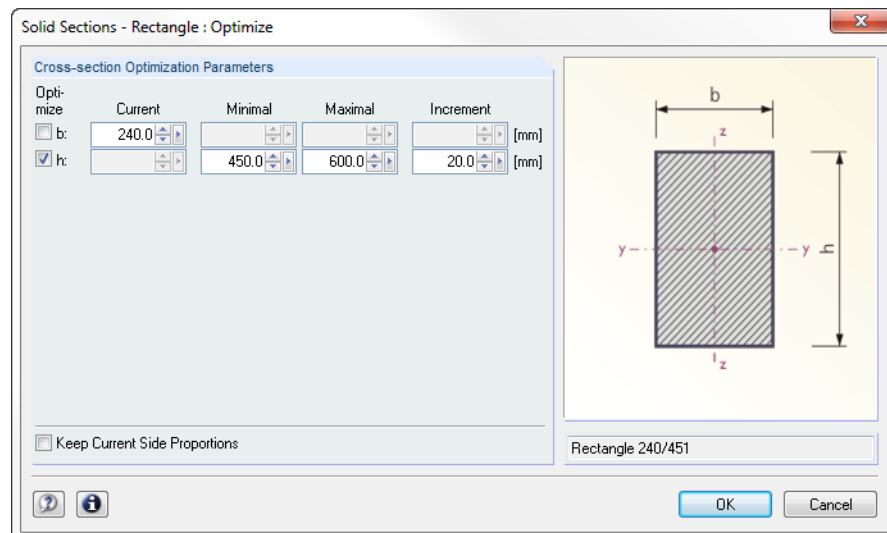 Solid Sections - Rectangle : Optimize
Cross-section Optimization Parameters
Opti-
mize Current Minimal Maximal Increment
b: 240.0 [mm]
h: 450.0 600.0 20.0 [mm]
Keep Current Side Proportions
b
z
y y
h
z
Rectangle 240/451
OK Cancel